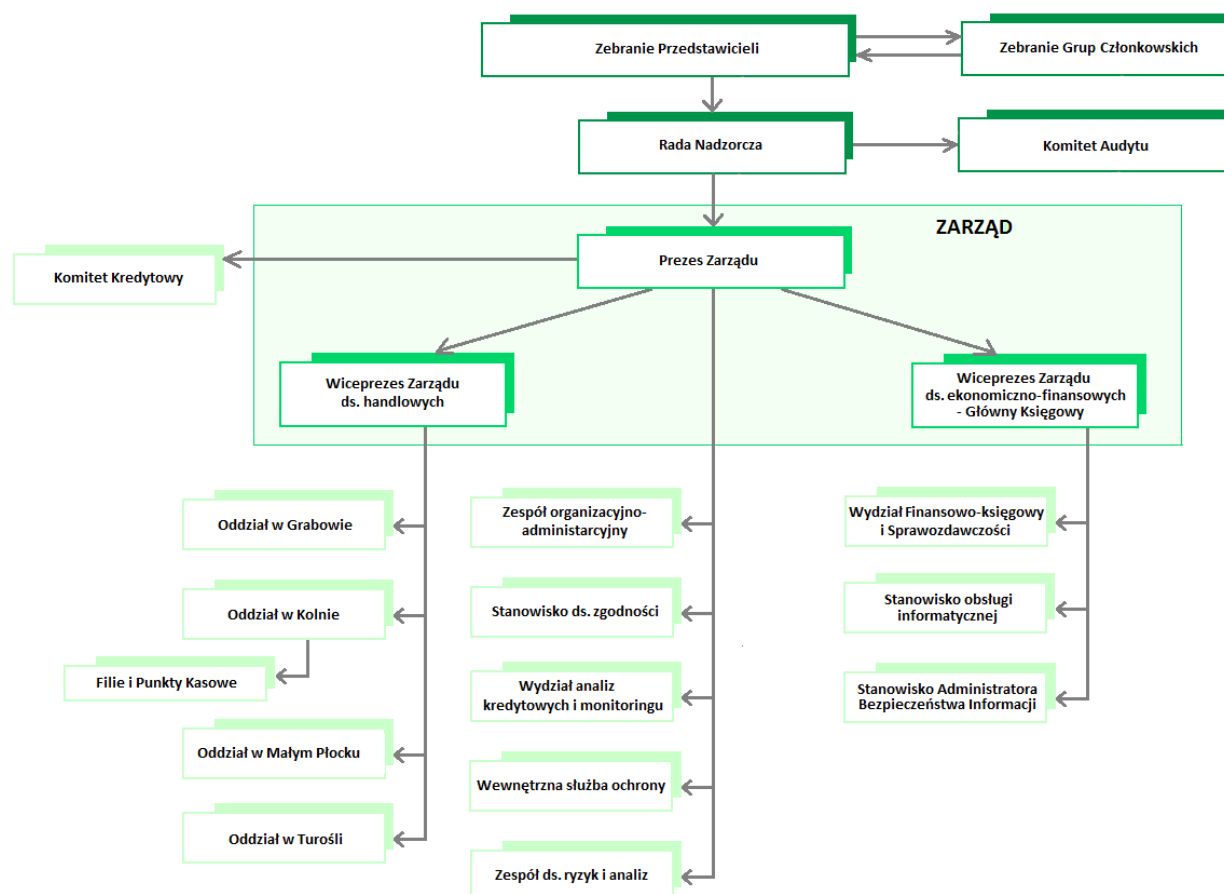 Zebranie Przedstawicieli
Zebranie Grup Członkowskich
Rada Nadzorcza
Komitet Audytu
ZARZĄD
Prezes Zarządu
Komitet Kredytowy
Wiceprezes Zarządu
ds. handlowych
Wiceprezes Zarządu
ds. ekonomiczno-finansowych
- Główny Księgowy
Oddział w Grabowie
Oddział w Kolnie
Filie i Punkty Kasowe
Oddział w Małym Płocku
Oddział w Turośli
Zespół organizacyjno-
administarcyjny
Stanowisko ds. zgodności
Wydział analiz
kredytowych i monitoringu
Wewnętrzna służba ochrony
Zespół ds. ryzyk i analiz
Wydział Finansowo-księgowy
i Sprawozdawczości
Stanowisko obsługi
informatycznej
Stanowisko Administratora
Bezpieczeństwa Informacji